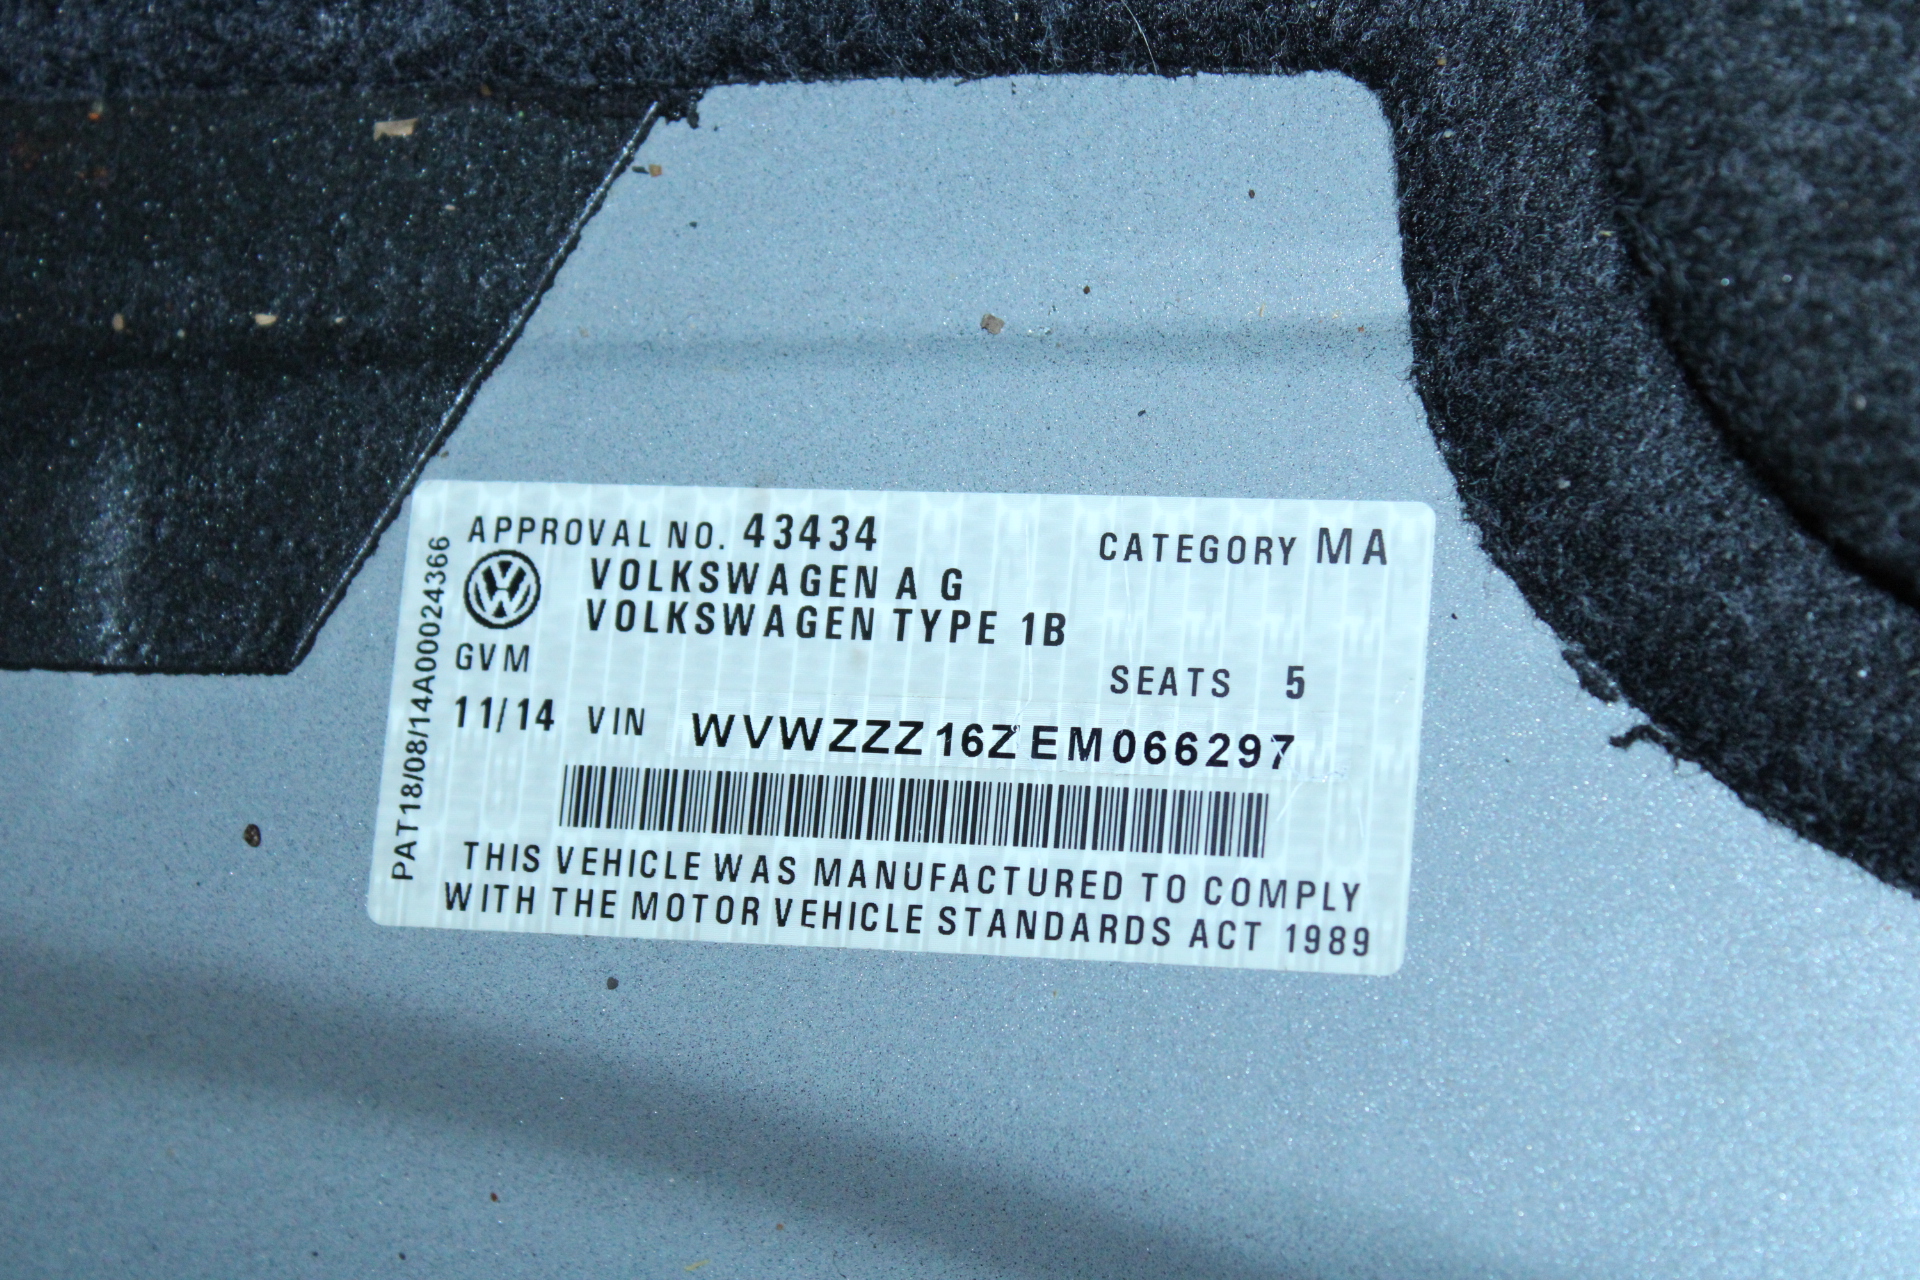 APPROVAL NO. 43434 CATEGORY MA
VOLKSWAGEN A G
VOLKSWAGEN TYPE 1B
GVM
SEATS 5
11/14 VIN WVWZZZ16ZEM066297
THIS VEHICLE WAS MANUFACTURED TO COMPLY
WITH THE MOTOR VEHICLE STANDARDS ACT 1989
PAT18/08/14A00024366